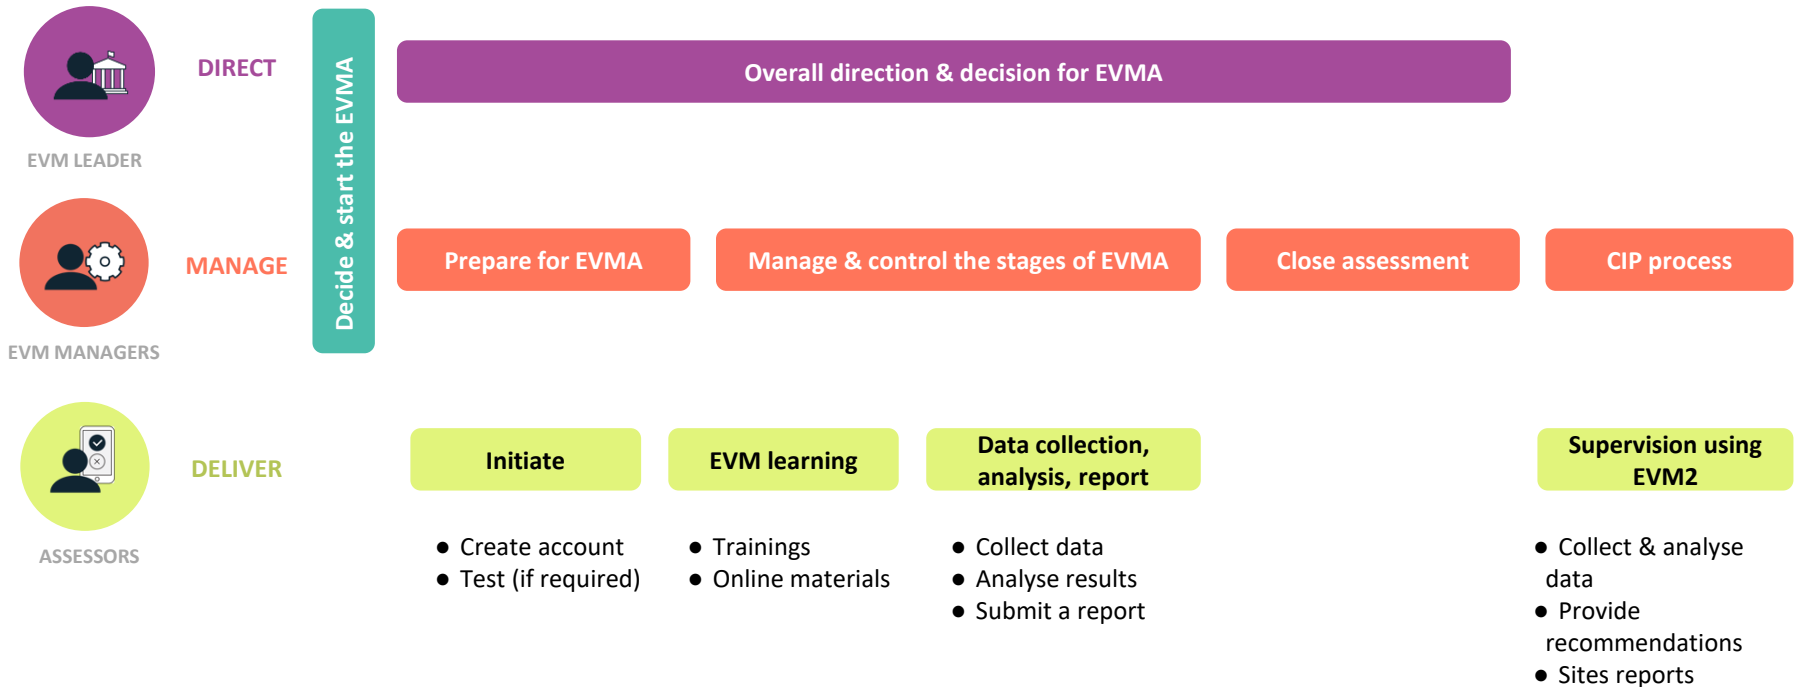 DIRECT
EVM LEADER
Decide & start the EVMA
Overall direction & decision for EVMA
MANAGE
EVM MANAGERS
Prepare for EVMA
Manage & control the stages of EVMA
Close assessment
CIP process
DELIVER
ASSESSORS
Initiate
● Create account
● Test (if required)
EVM learning
● Trainings
● Online materials
Data collection,
analysis, report
● Collect data
● Analyse results
● Submit a report
Supervision using
EVM2
● Collect & analyse
data
● Provide
recommendations
● Sites reports